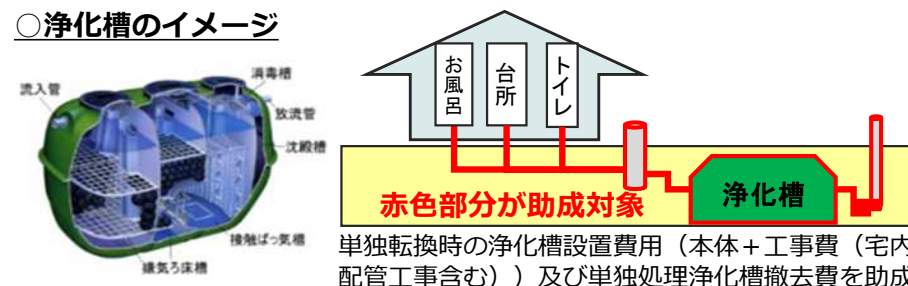 ○浄化槽のイメージ
流入管
消毒槽
放流管
沈殿槽
接触ばっ気槽
嫌気ろ床槽
お風呂
台所
トイレ
浄化槽
赤色部分が助成対象
単独転換時の浄化槽設置費用（本体＋工事費（宅内
配管工事含む））及び単独処理浄化槽撤去費を助成